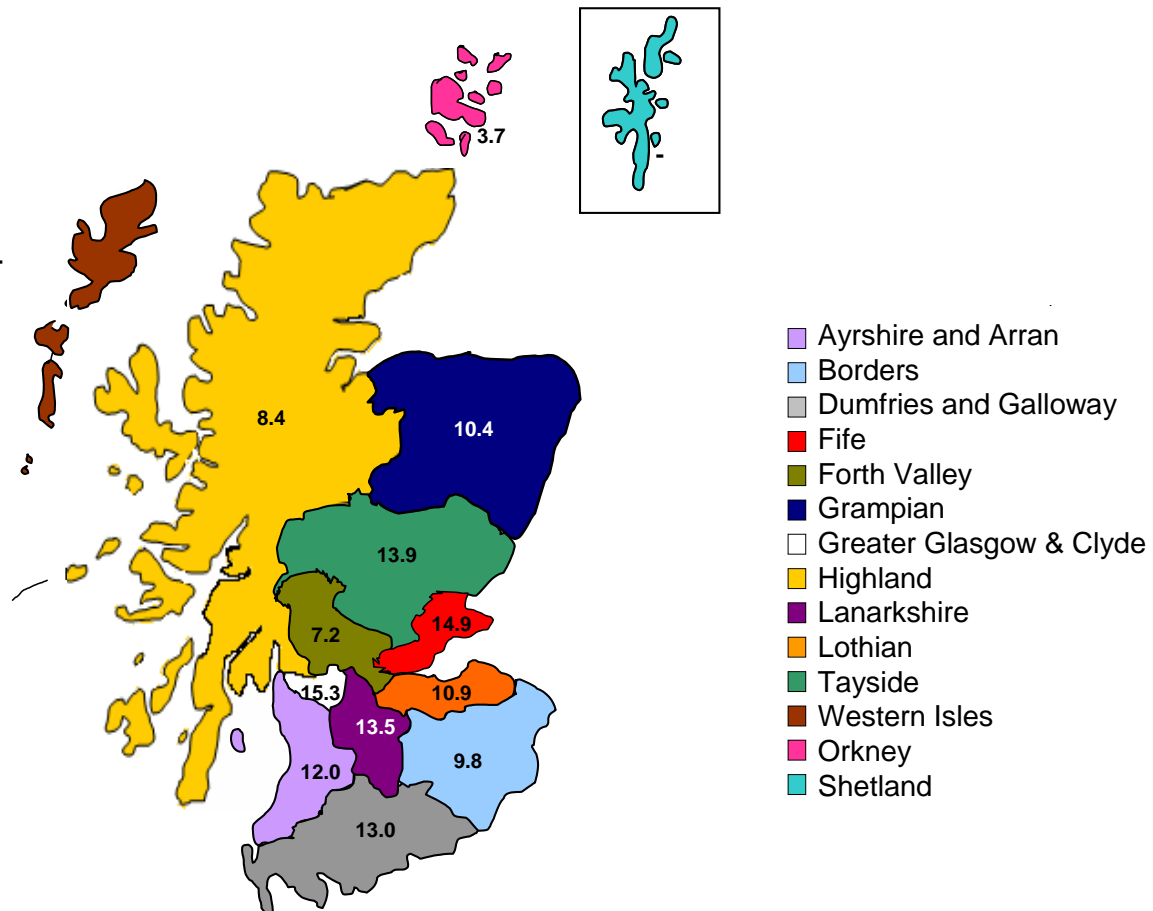 3.7
-
8.4
10.4
13.9
14.9
7.2
15.3
10.9
13.5
9.8
12.0
13.0
Ayrshire and Arran
Borders
Dumfries and Galloway
Fife
Forth Valley
Grampian
Greater Glasgow & Clyde
Highland
Lanarkshire
Lothian
Tayside
Western Isles
Orkney
Shetland